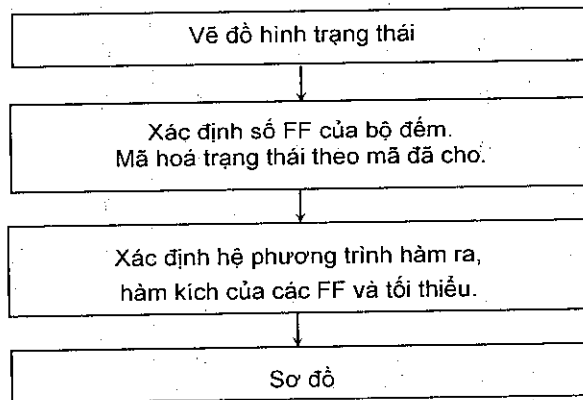 Vẽ đồ hình trạng thái
Xác định số FF của bộ đếm.
Mã hoá trạng thái theo mã đã cho.
Xác định hệ phương trình hàm ra,
hàm kích của các FF và tối thiểu.
Sơ đồ